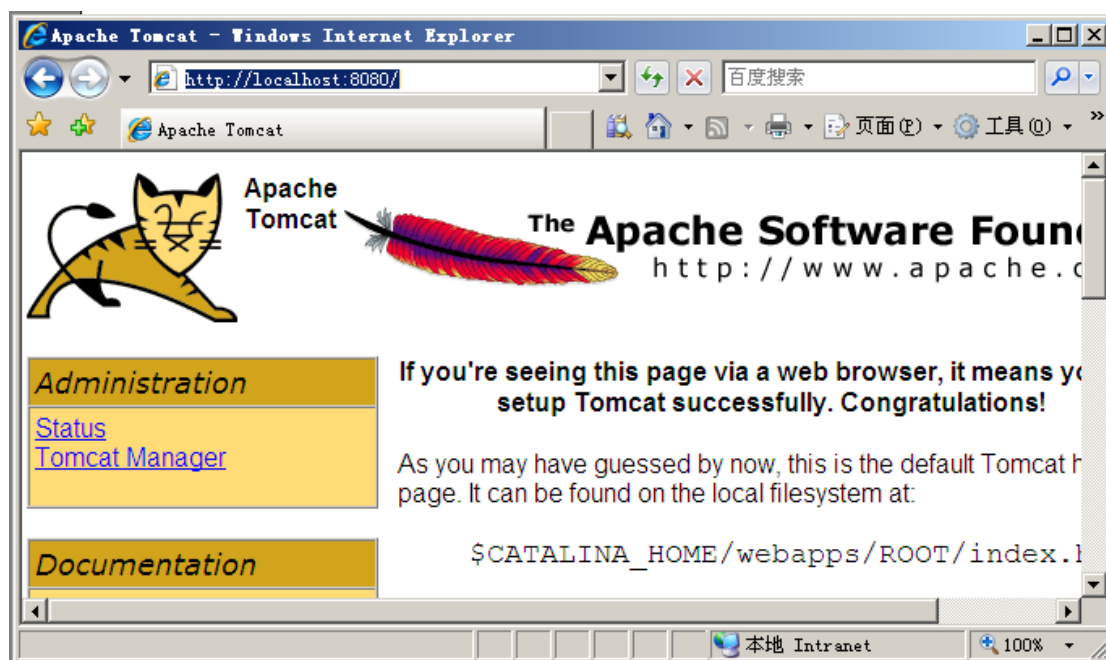 Apache Tomcat - Windows Internet Explorer
http://localhost:8080/
百度搜索
Apache Tomcat
页面(P)
工具(O)
»
Apache
Tomcat
The Apache Software
http://www.apache.
Administration
Status
Tomcat Manager
If you're seeing this page via a web browser, it means
setup Tomcat successfully. Congratulations!
As you may have guessed by now, this is the default Tomcat
page. It can be found on the local filesystem at:
$CATALINA_HOME/webapps/ROOT/index.
Documentation
本地 Intranet
100%